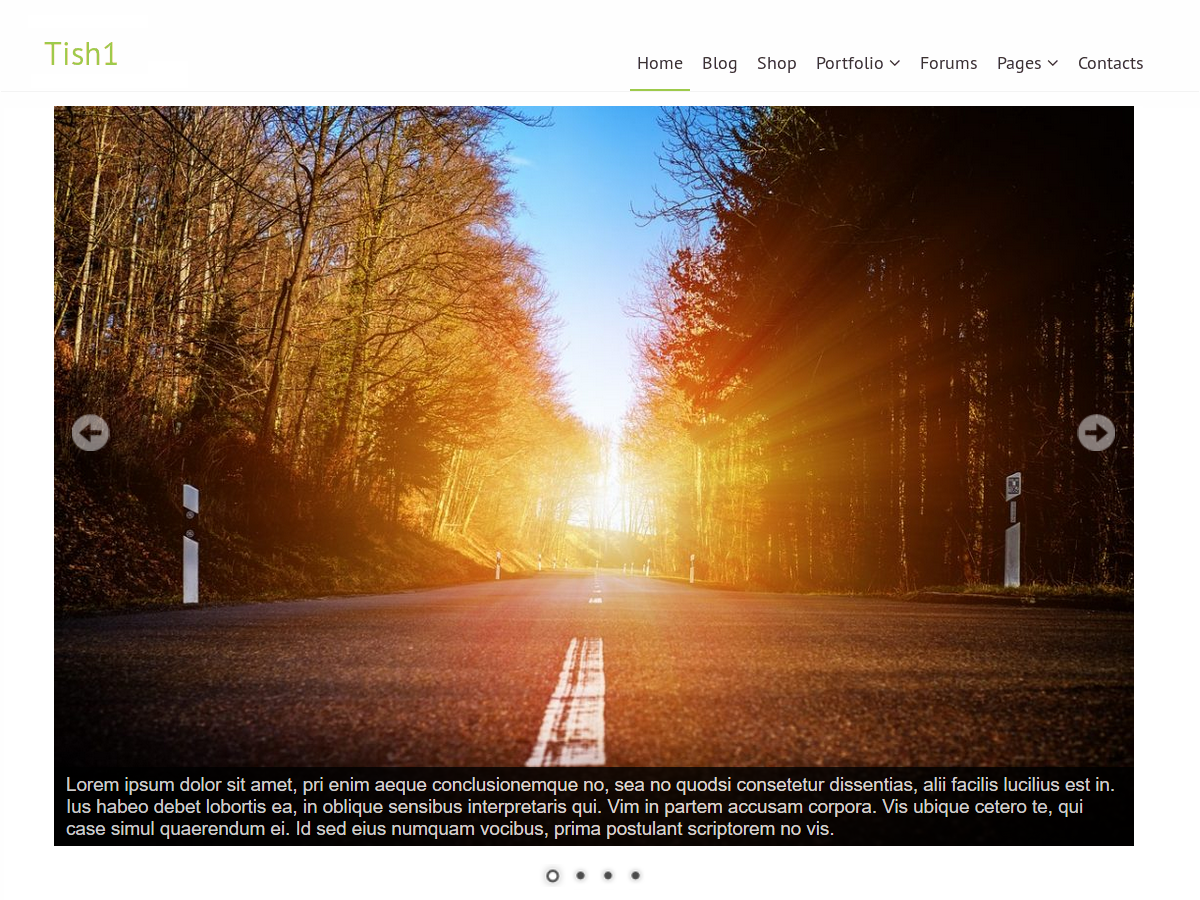 Tish1
Home Blog Shop Portfolio Forums Pages Contacts
Lorem ipsum dolor sit amet, pri enim aeque conclusionemque no, sea no quodsi consetetur dissentias, alii facilis lucilius est in.
Ius habeo debet lobortis ea, in oblique sensibus interpretaris qui. Vim in partem accusam corpora. Vis ubique cetero te, qui
case simul quaerendum ei. Id sed eius numquam vocibus, prima postulant scriptorem no vis.